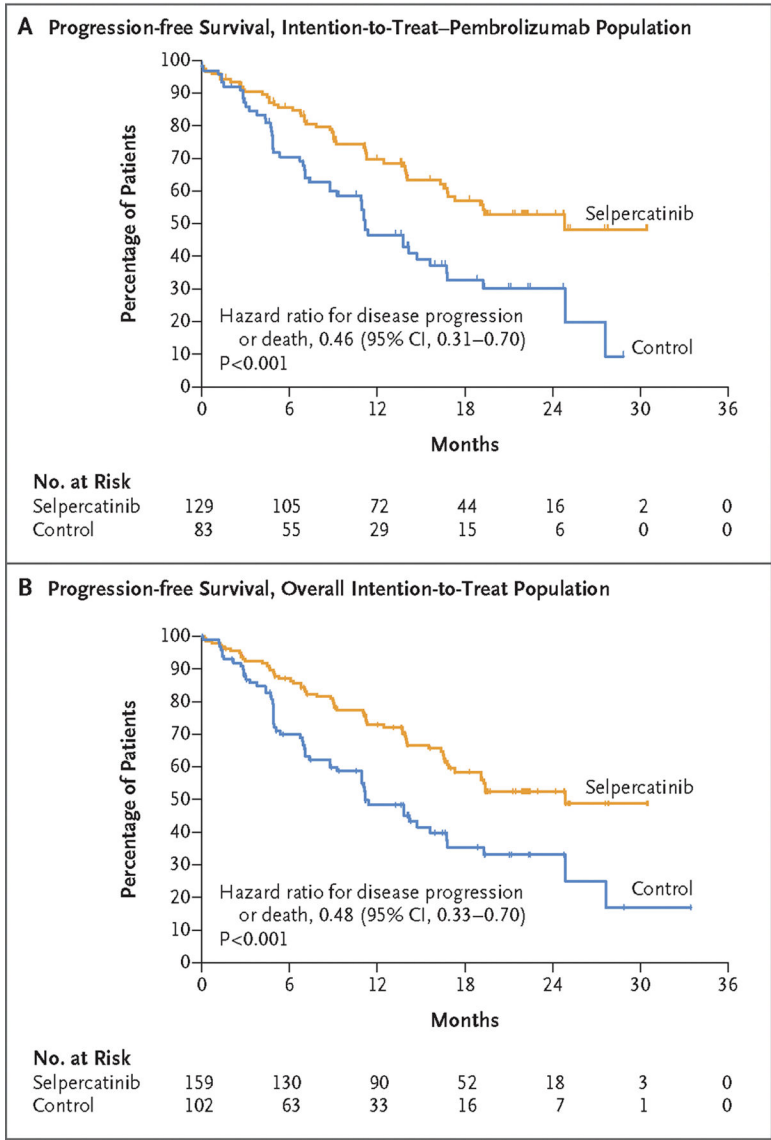 A Progression-free Survival, Intention-to-Treat–Pembrolizumab Population
Percentage of Patients
100
90
80
70
60
50
40
30
20
10
0
Selpercatinib
Control
Hazard ratio for disease progression
or death, 0.46 (95% CI, 0.31–0.70)
P<0.001
0 6 12 18 24 30 36
Months
No. at Risk
Selpercatinib 129 105 72 44 16 2 0
Control 83 55 29 15 6 0 0
B Progression-free Survival, Overall Intention-to-Treat Population
Percentage of Patients
100
90
80
70
60
50
40
30
20
10
0
Selpercatinib
Control
Hazard ratio for disease progression
or death, 0.48 (95% CI, 0.33–0.70)
P<0.001
0 6 12 18 24 30 36
Months
No. at Risk
Selpercatinib 159 130 90 52 18 3 0
Control 102 63 33 16 7 1 0